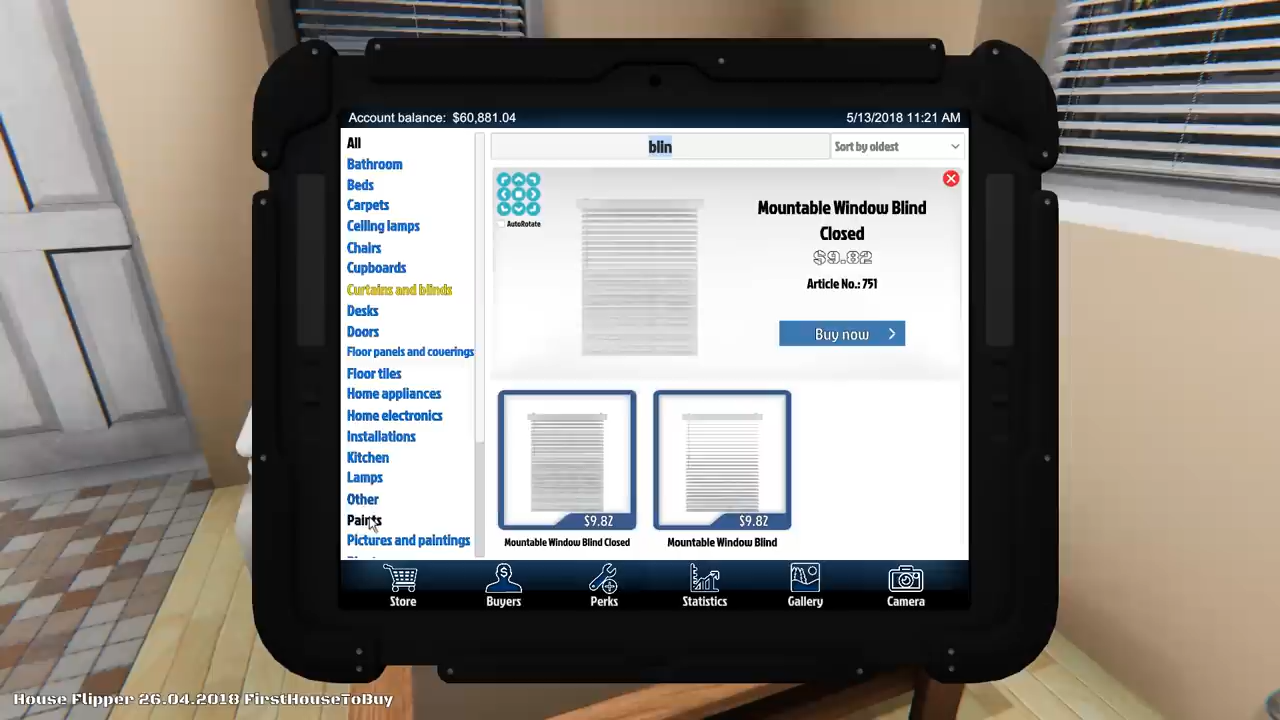 Account balance: $60,881.04
5/13/2018 11:21 AM
All
Bathroom
Beds
Carpets
Ceiling lamps
Chairs
Cupboards
Curtains and blinds
Desks
Doors
Floor panels and coverings
Floor tiles
Home appliances
Home electronics
Installations
Kitchen
Lamps
Other
Paints
Pictures and paintings
blin
Sort by oldest
AutoRotate
Mountable Window Blind
Closed
$9.82
Article No.: 751
Buy now
$9.82
$9.82
Mountable Window Blind Closed
Mountable Window Blind
Store
Buyers
Perks
Statistics
Gallery
Camera
House Flipper 26.04.2018 FirstHouseToBuy